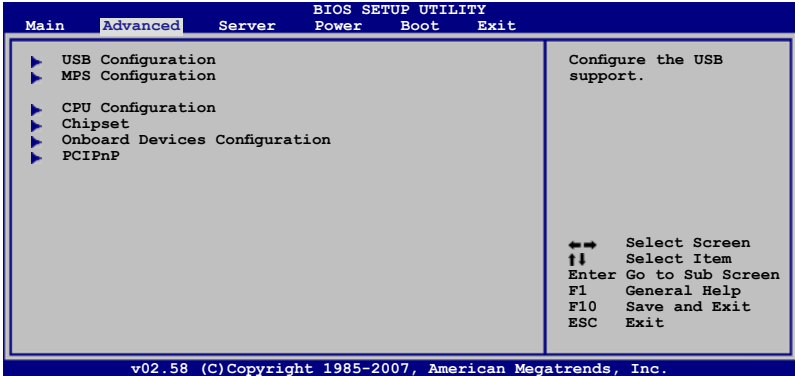 BIOS SETUP UTILITY
Main Advanced Server Power Boot Exit
USB Configuration
MPS Configuration
CPU Configuration
Chipset
Onboard Devices Configuration
PCIPnP
Configure the USB
support.
Select Screen
Select Item
Enter Go to Sub Screen
F1 General Help
F10 Save and Exit
ESC Exit
v02.58 (C)Copyright 1985-2007, American Megatrends, Inc.